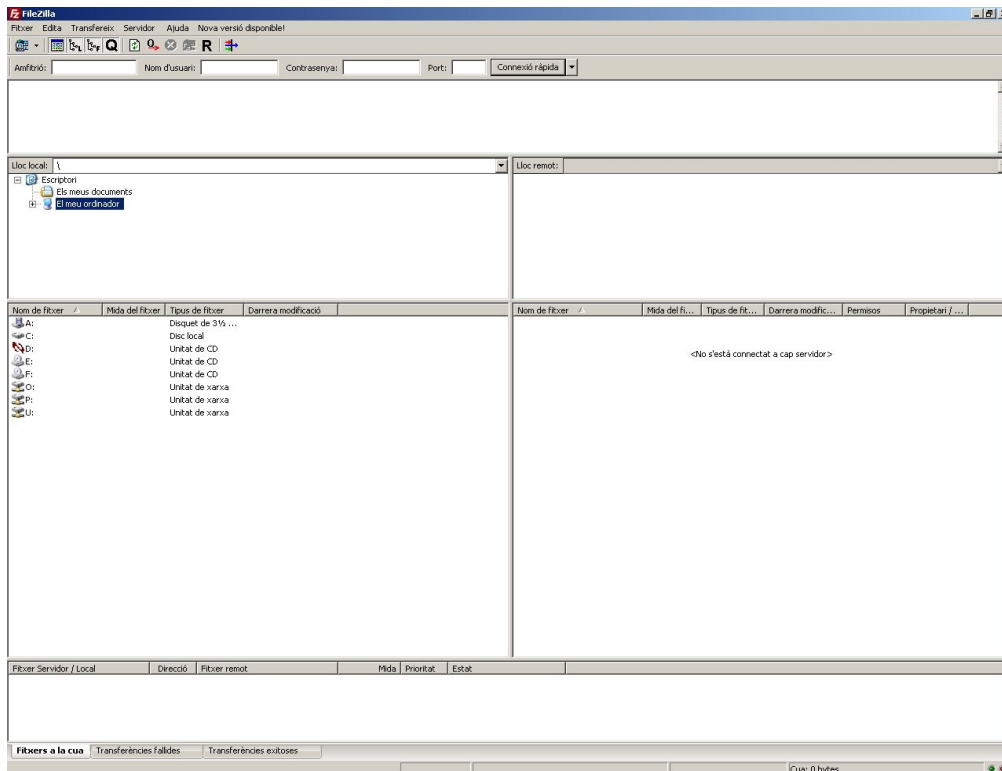 FileZilla
Fitxer Edita Transfereix Servidor Ajuda Nova versió disponible!
Amfitrió: Nom d'usuari: Contrasenya: Port: Connexió ràpida
Lloc local: \
Escriptori
Els meus documents
El meu ordinador
Lloc remot:
Nom de fitxer Mida del fitxer Tipus de fitxer Darrera modificació
A: Disquet de 3½ ...
C: Disc local
D: Unitat de CD
E: Unitat de CD
F: Unitat de CD
O: Unitat de xarxa
P: Unitat de xarxa
U: Unitat de xarxa
Nom de fitxer Mida del fi... Tipus de fit... Darrera modific... Permisos Propietari / ...
<No s'està connectat a cap servidor>
Fitxer Servidor / Local Direcció Fitxer remot Mida Prioritat Estat
Fitxers a la cua Transferències fallides Transferències exitoses
Cua: 0 bytes